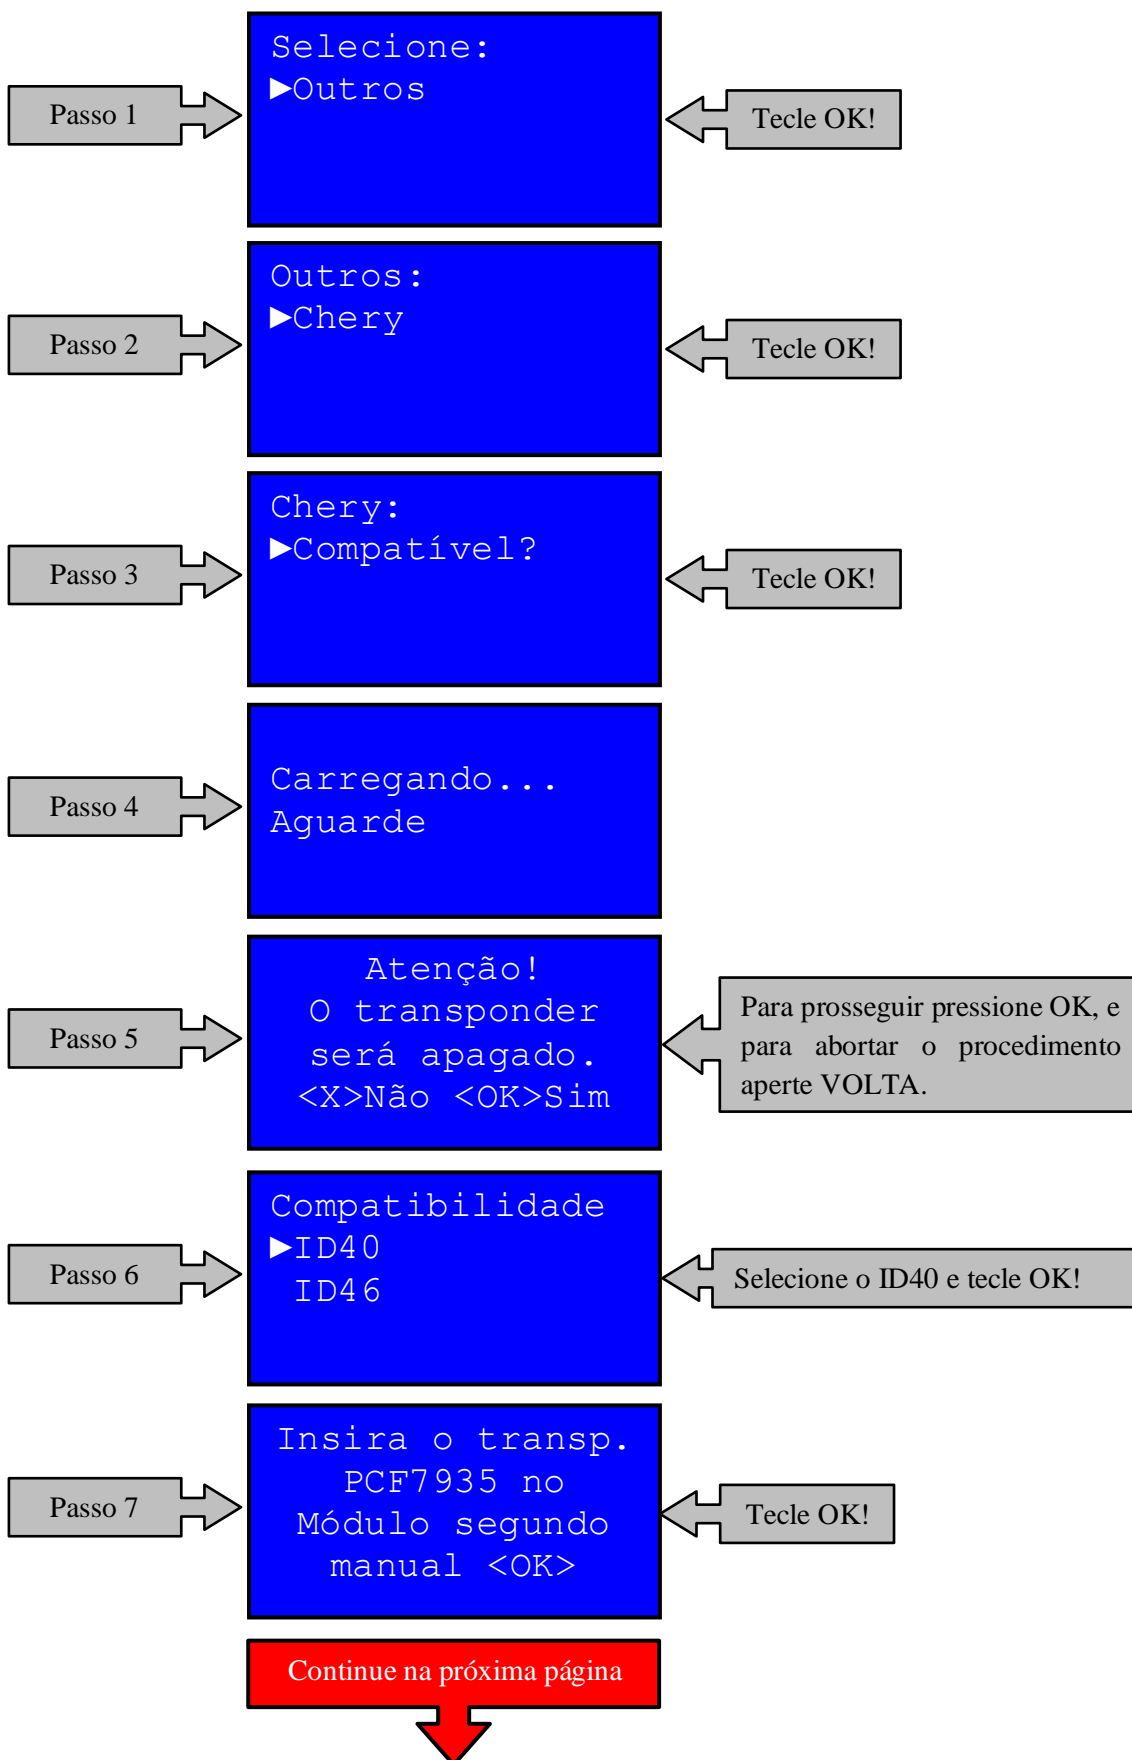 Selecione:
►Outros
Passo 1
Tecle OK!
Outros:
►Chery
Passo 2
Tecle OK!
Chery:
►Compatível?
Passo 3
Tecle OK!
Carregando...
Aguarde
Passo 4
Atenção!
O transponder
será apagado.
<X>Não <OK>Sim
Passo 5
Para prosseguir pressione OK, e
para abortar o procedimento
aperte VOLTA.
Compatibilidade
►ID40
ID46
Passo 6
Selecione o ID40 e tecle OK!
Insira o transp.
PCF7935 no
Módulo segundo
manual <OK>
Passo 7
Tecle OK!
Continue na próxima página